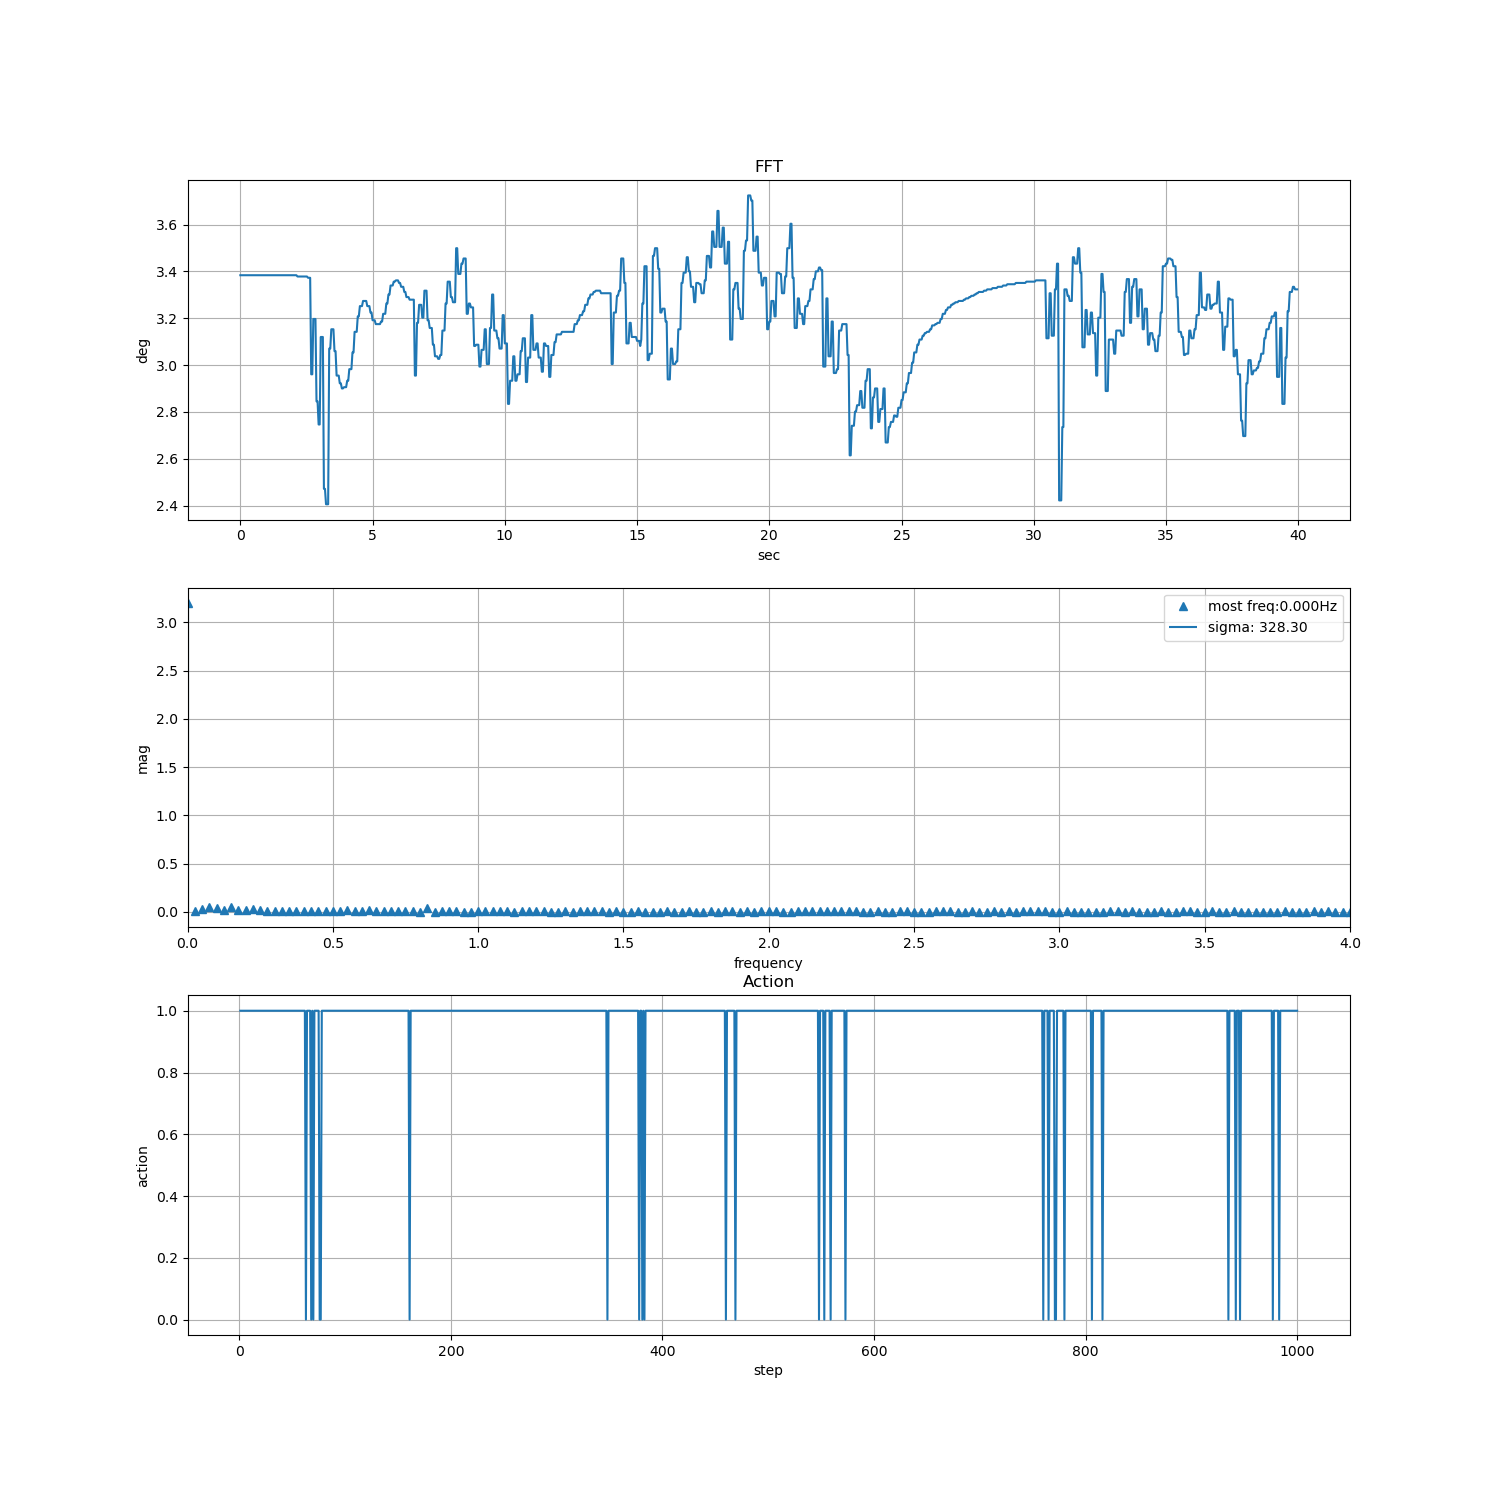 FFT
3.6
3.4
3.2
3.0
2.8
2.6
2.4
deg
0 5 10 15 20 25 30 35 40
sec
most freq:0.000Hz
sigma: 328.30
3.0
2.5
2.0
1.5
1.0
0.5
0.0
mag
0.0 0.5 1.0 1.5 2.0 2.5 3.0 3.5 4.0
frequency
Action
1.0
0.8
0.6
0.4
0.2
0.0
action
0 200 400 600 800 1000
step